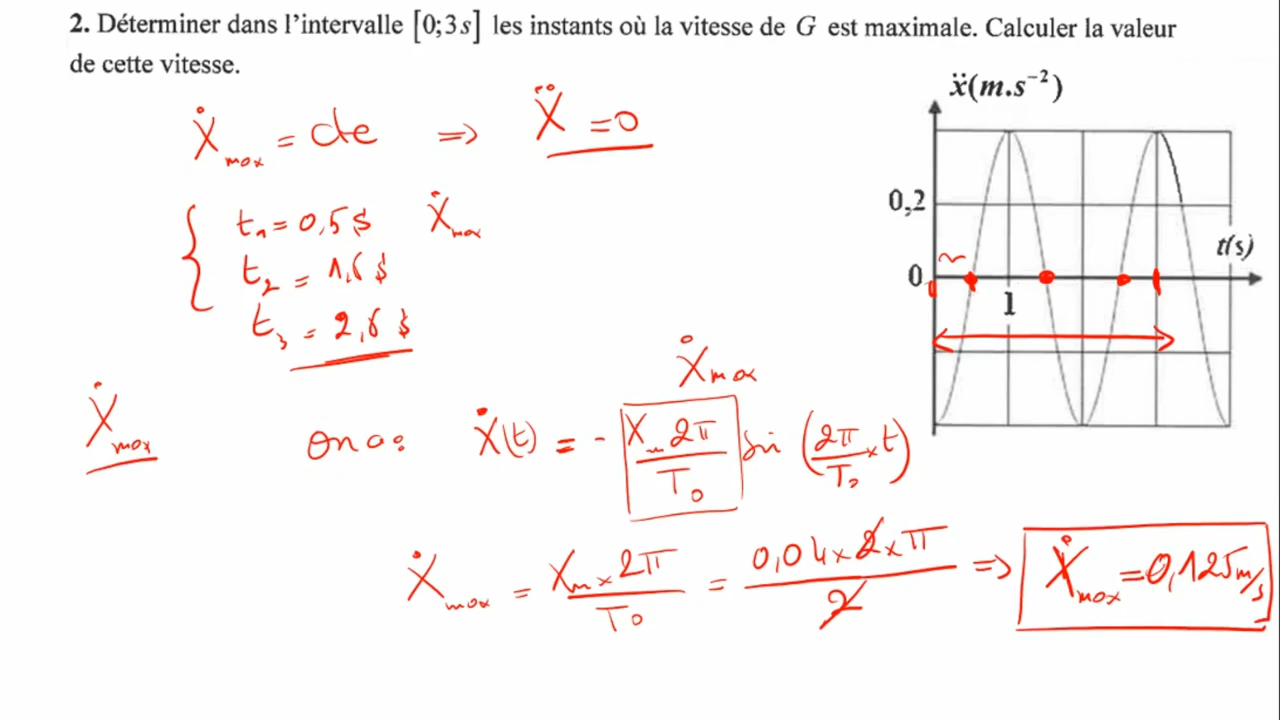 2. Déterminer dans l'intervalle [0;3s] les instants où la vitesse de G est maximale. Calculer la valeur
de cette vitesse.
ẍ(m.s⁻²)
Ẋmax = cte => Ẍ = 0
0,2
{ t₁ = 0,5 s Ẋmax
t₂ = 1,6 s
t₃ = 2,6 s
t(s)
0
1
Ẋmax
Ẋmax
on a: Ẋ(t) = - Xm 2π / T₀ sin (2π / T₀ × t)
Ẋmax = Xm × 2π / T₀ = 0,04 × 2 × π / 2 => Ẋmax = 0,125 m/s